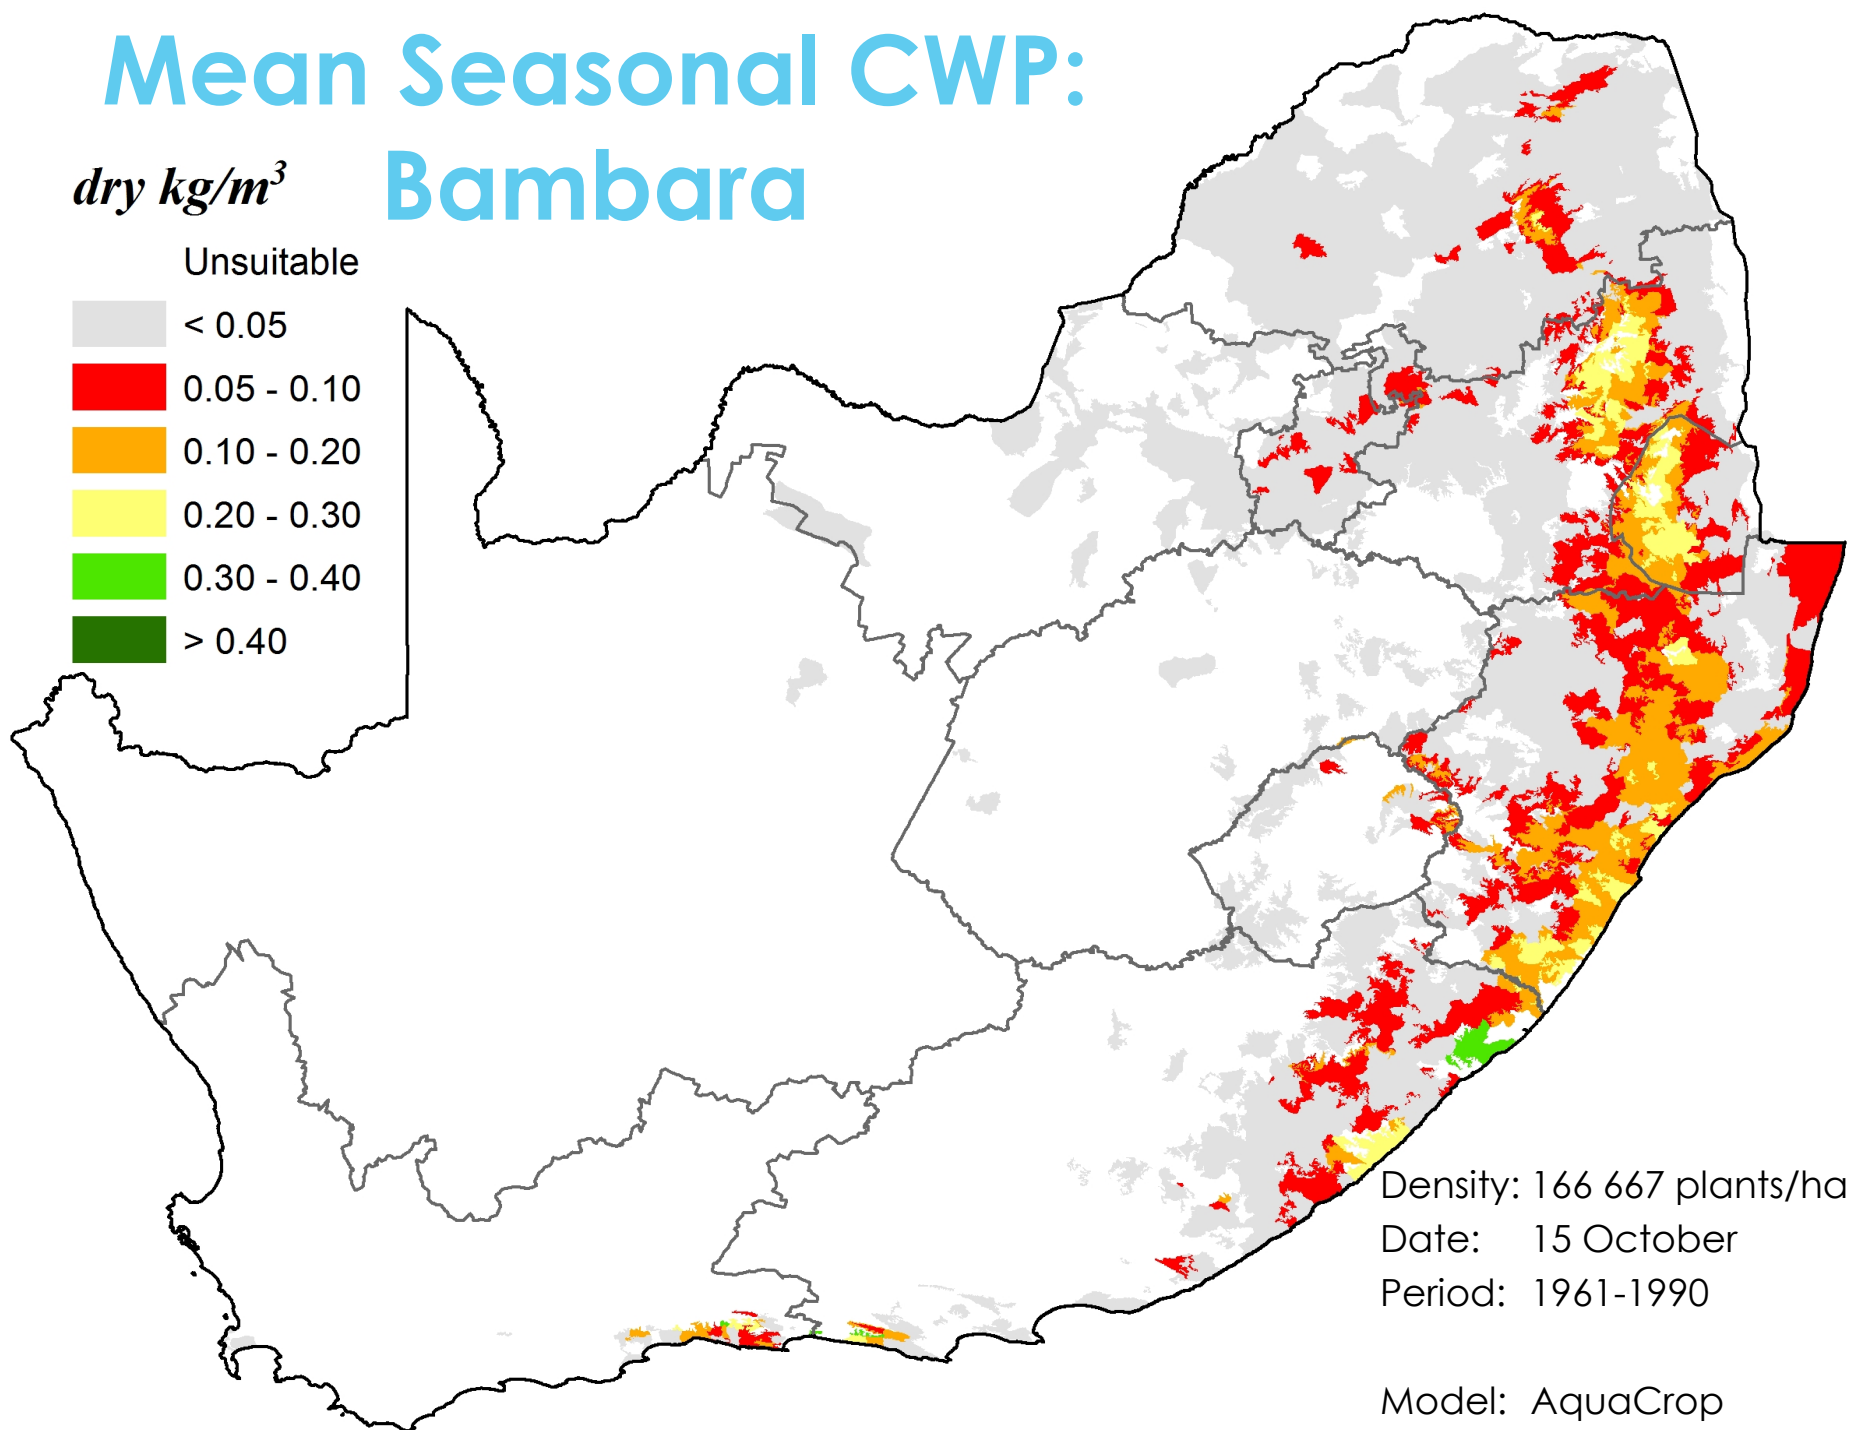 Mean Seasonal CWP:
Bambara
dry kg/m³
Unsuitable
< 0.05
0.05 - 0.10
0.10 - 0.20
0.20 - 0.30
0.30 - 0.40
> 0.40
Density: 166 667 plants/ha
Date: 15 October
Period: 1961-1990
Model: AquaCrop